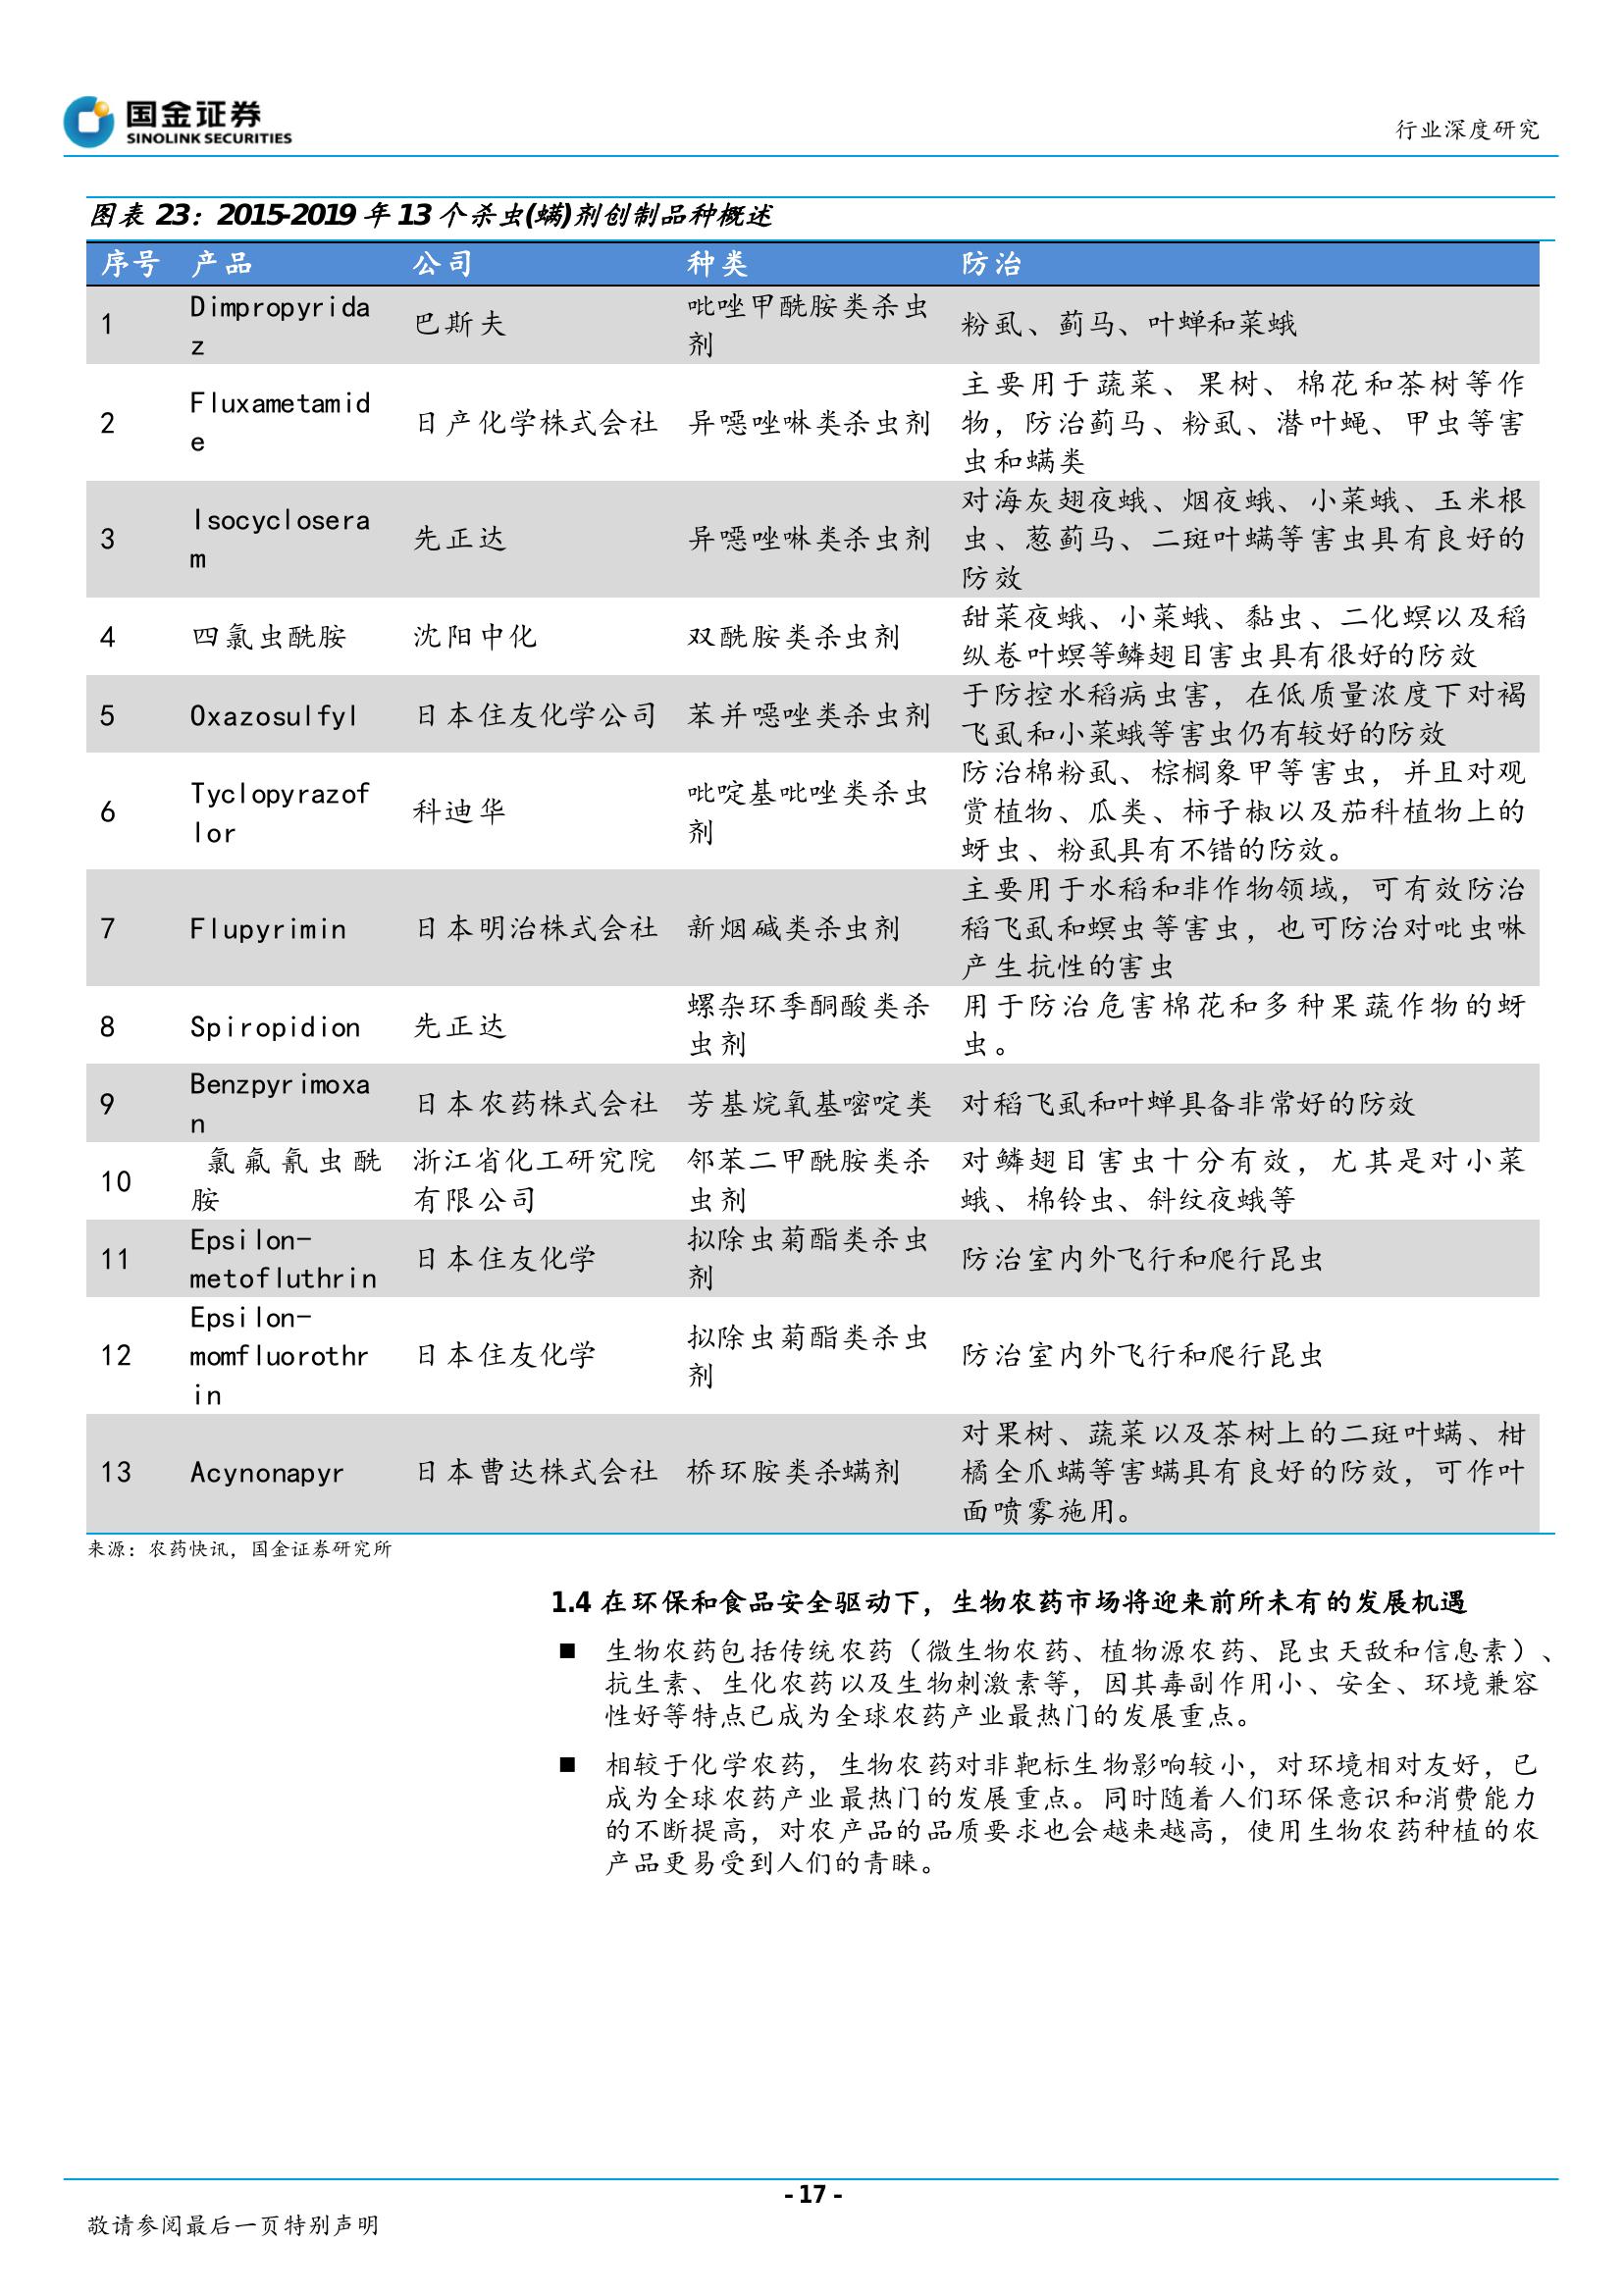 国金证券
SINOLINK SECURITIES
行业深度研究
图表 23：2015-2019 年 13 个杀虫(螨)剂创制品种概述
序号 产品 公司 种类 防治
1 Dimpropyrida
z 巴斯夫 吡唑甲酰胺类杀虫
剂 粉虱、蓟马、叶蝉和菜蛾
2 Fluxametamid
e 日产化学株式会社 异噁唑啉类杀虫剂 主要用于蔬菜、果树、棉花和茶树等作
物，防治蓟马、粉虱、潜叶蝇、甲虫等害
虫和螨类
3 Isocyclosera
m 先正达 异噁唑啉类杀虫剂 对海灰翅夜蛾、烟夜蛾、小菜蛾、玉米根
虫、葱蓟马、二斑叶螨等害虫具有良好的
防效
4 四氯虫酰胺 沈阳中化 双酰胺类杀虫剂 甜菜夜蛾、小菜蛾、黏虫、二化螟以及稻
纵卷叶螟等鳞翅目害虫具有很好的防效
5 Oxazosulfyl 日本住友化学公司 苯并噁唑类杀虫剂 于防控水稻病虫害，在低质量浓度下对褐
飞虱和小菜蛾等害虫仍有较好的防效
6 Tyclopyrazof
lor 科迪华 吡啶基吡唑类杀虫
剂 防治棉粉虱、棕榈象甲等害虫，并且对观
赏植物、瓜类、柿子椒以及茄科植物上的
蚜虫、粉虱具有不错的防效。
7 Flupyrimin 日本明治株式会社 新烟碱类杀虫剂 主要用于水稻和非作物领域，可有效防治
稻飞虱和螟虫等害虫，也可防治对吡虫啉
产生抗性的害虫
8 Spiropidion 先正达 螺杂环季酮酸类杀
虫剂 用于防治危害棉花和多种果蔬作物的蚜
虫。
9 Benzpyrimoxa
n 日本农药株式会社 芳基烷氧基嘧啶类 对稻飞虱和叶蝉具备非常好的防效
10 氯氟氰虫酰
胺 浙江省化工研究院
有限公司 邻苯二甲酰胺类杀
虫剂 对鳞翅目害虫十分有效，尤其是对小菜
蛾、棉铃虫、斜纹夜蛾等
11 Epsilon-
metofluthrin 日本住友化学 拟除虫菊酯类杀虫
剂 防治室内外飞行和爬行昆虫
12 Epsilon-
momfluorothr
in 日本住友化学 拟除虫菊酯类杀虫
剂 防治室内外飞行和爬行昆虫
13 Acynonapyr 日本曹达株式会社 桥环胺类杀螨剂 对果树、蔬菜以及茶树上的二斑叶螨、柑
橘全爪螨等害螨具有良好的防效，可作叶
面喷雾施用。
来源：农药快讯，国金证券研究所
1.4 在环保和食品安全驱动下，生物农药市场将迎来前所未有的发展机遇
■ 生物农药包括传统农药（微生物农药、植物源农药、昆虫天敌和信息素）、
抗生素、生化农药以及生物刺激素等，因其毒副作用小、安全、环境兼容
性好等特点已成为全球农药产业最热门的发展重点。
■ 相较于化学农药，生物农药对非靶标生物影响较小，对环境相对友好，已
成为全球农药产业最热门的发展重点。同时随着人们环保意识和消费能力
的不断提高，对农产品的品质要求也会越来越高，使用生物农药种植的农
产品更易受到人们的青睐。
- 17 -
敬请参阅最后一页特别声明